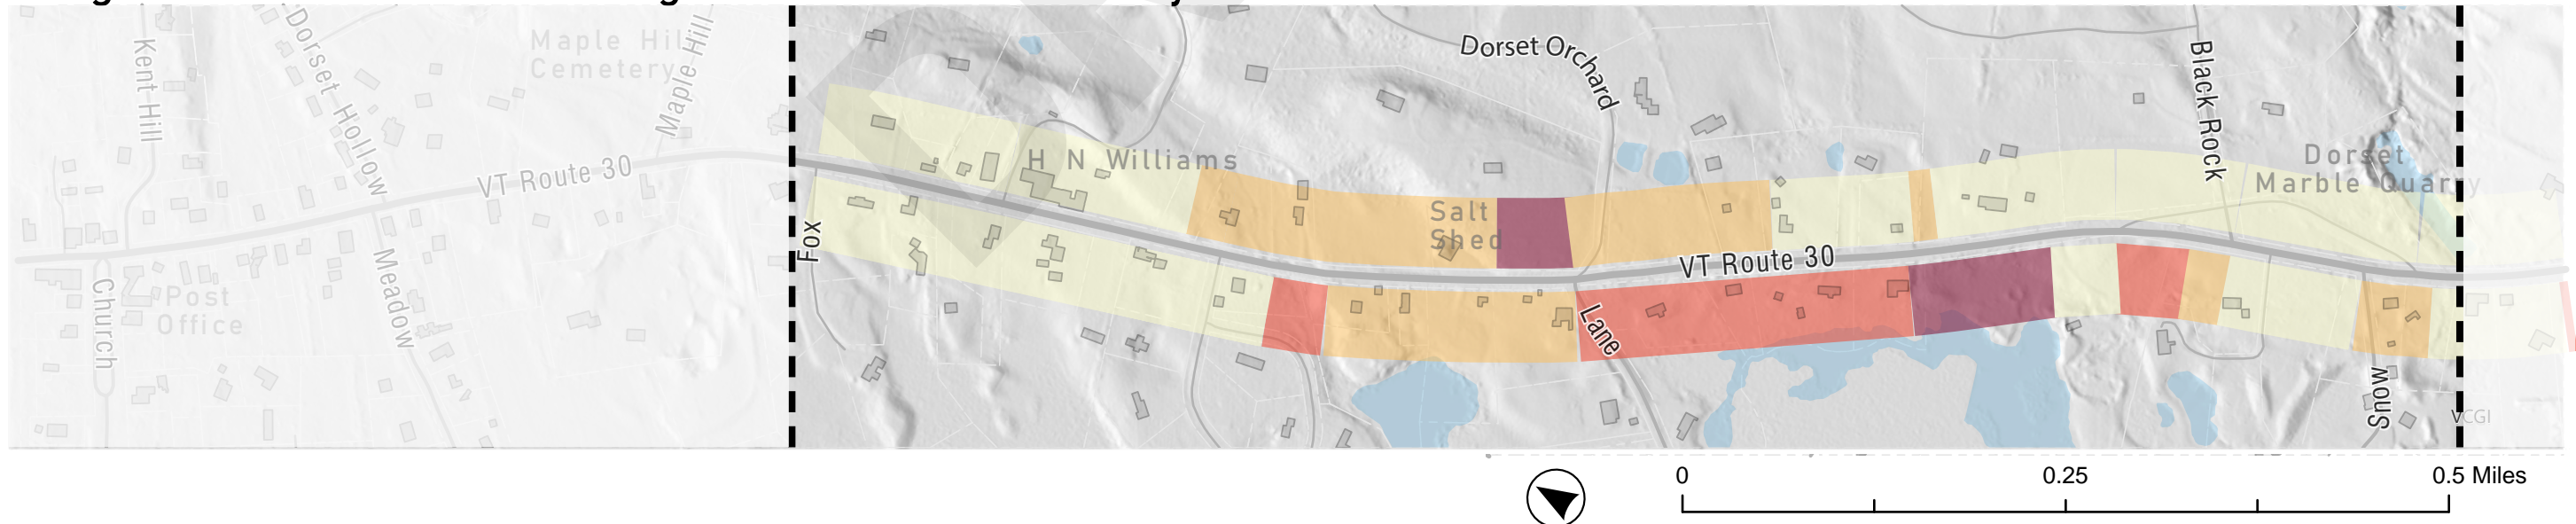 Kent Hill
Dorset Hollow
Maple Hill
Cemetery
Maple Hill
VT Route 30
Church
Post
Office
Meadow
Fox
H N Williams
Salt
Shed
Dorset Orchard
Lane
VT Route 30
Black Rock
Dorset
Marble Quarry
Snow
VCGI
0
0.25
0.5 Miles